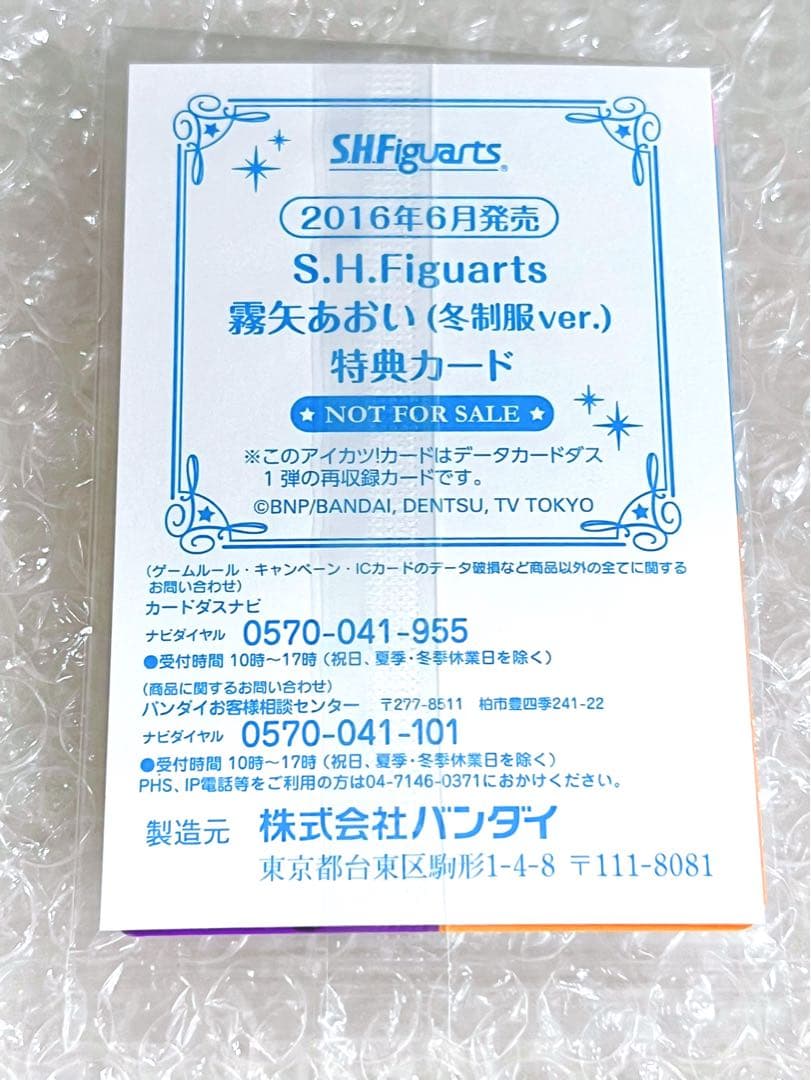 S.H.Figuarts®
2016年6月発売
S.H.Figuarts
霧矢あおい(冬制服ver.)
特典カード
★ NOT FOR SALE ★
※このアイカツ!カードはデータカードダス
1弾の再収録カードです。
©BNP/BANDAI, DENTSU, TV TOKYO
(ゲームルール・キャンペーン・ICカードのデータ破損など商品以外の全てに関する
お問い合わせ)
カードダスナビ
ナビダイヤル 0570-041-955
●受付時間 10時～17時(祝日、夏季・冬季休業日を除く)
(商品に関するお問い合わせ)
バンダイお客様相談センター 〒277-8511 柏市豊四季241-22
ナビダイヤル 0570-041-101
●受付時間 10時～17時(祝日、夏季・冬季休業日を除く)
PHS、IP電話等をご利用の方は04-7146-0371におかけください。
製造元 株式会社バンダイ
東京都台東区駒形1-4-8 〒111-8081